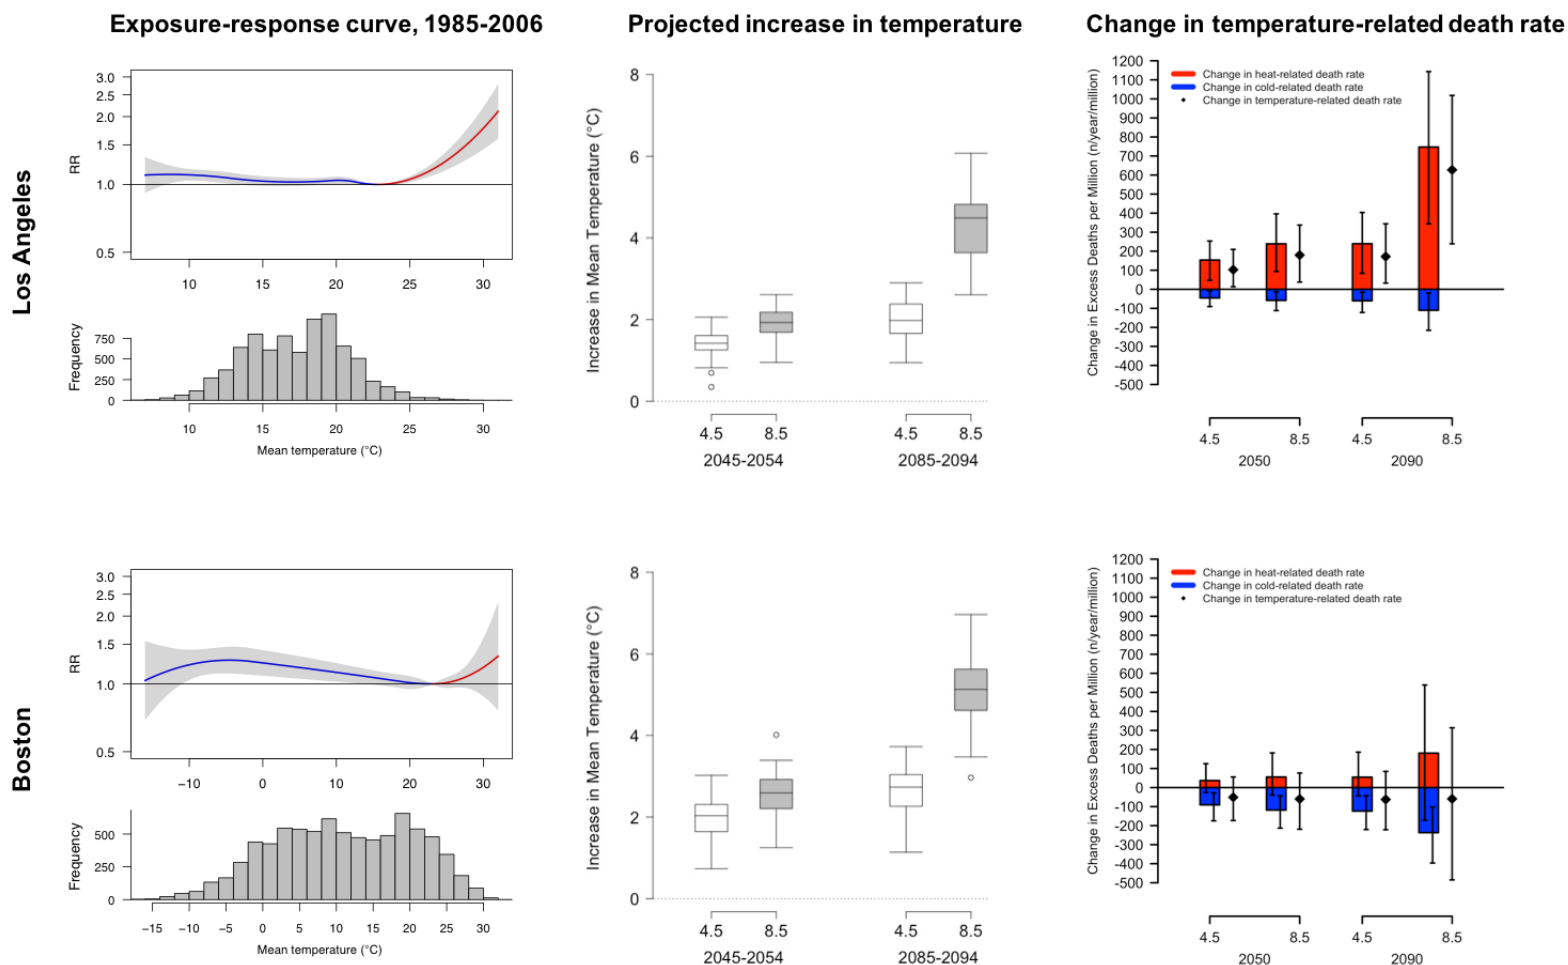 Exposure-response curve, 1985-2006
Projected increase in temperature
Change in temperature-related death rate
Los Angeles
RR
3.0
2.5
2.0
1.5
1.0
0.5
10 15 20 25 30
Frequency
750
500
250
0
10 15 20 25 30
Mean temperature (°C)
Increase in Mean Temperature (°C)
8
6
4
2
0
4.5 8.5 4.5 8.5
2045-2054 2085-2094
Change in Excess Deaths per Million (n/year/million)
1200
1100
1000
900
800
700
600
500
400
300
200
100
0
-100
-200
-300
-400
-500
Change in heat-related death rate
Change in cold-related death rate
Change in temperature-related death rate
4.5 8.5 4.5 8.5
2050 2090
Boston
RR
3.0
2.5
2.0
1.5
1.0
0.5
−10 0 10 20 30
Frequency
500
250
0
−15 −10 −5 0 5 10 15 20 25 30
Mean temperature (°C)
Increase in Mean Temperature (°C)
8
6
4
2
0
4.5 8.5 4.5 8.5
2045-2054 2085-2094
Change in Excess Deaths per Million (n/year/million)
1200
1100
1000
900
800
700
600
500
400
300
200
100
0
-100
-200
-300
-400
-500
Change in heat-related death rate
Change in cold-related death rate
Change in temperature-related death rate
4.5 8.5 4.5 8.5
2050 2090